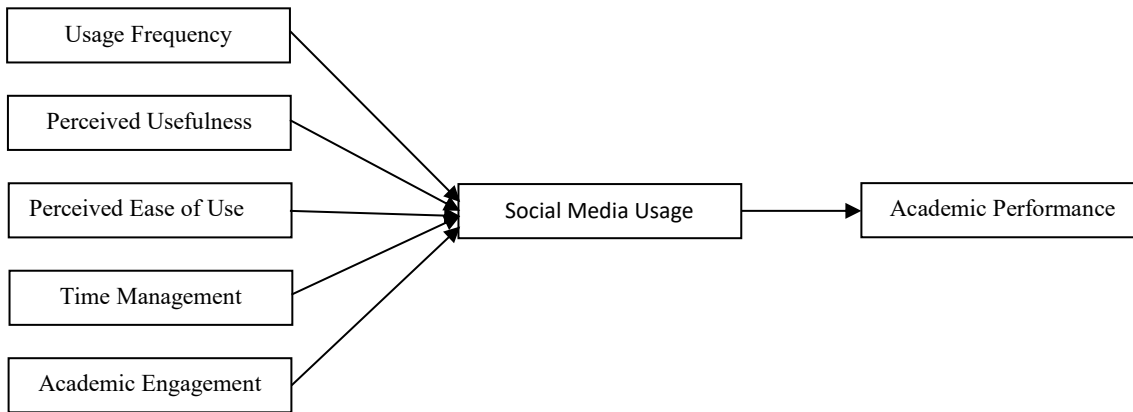 Usage Frequency
Perceived Usefulness
Perceived Ease of Use
Social Media Usage
Academic Performance
Time Management
Academic Engagement